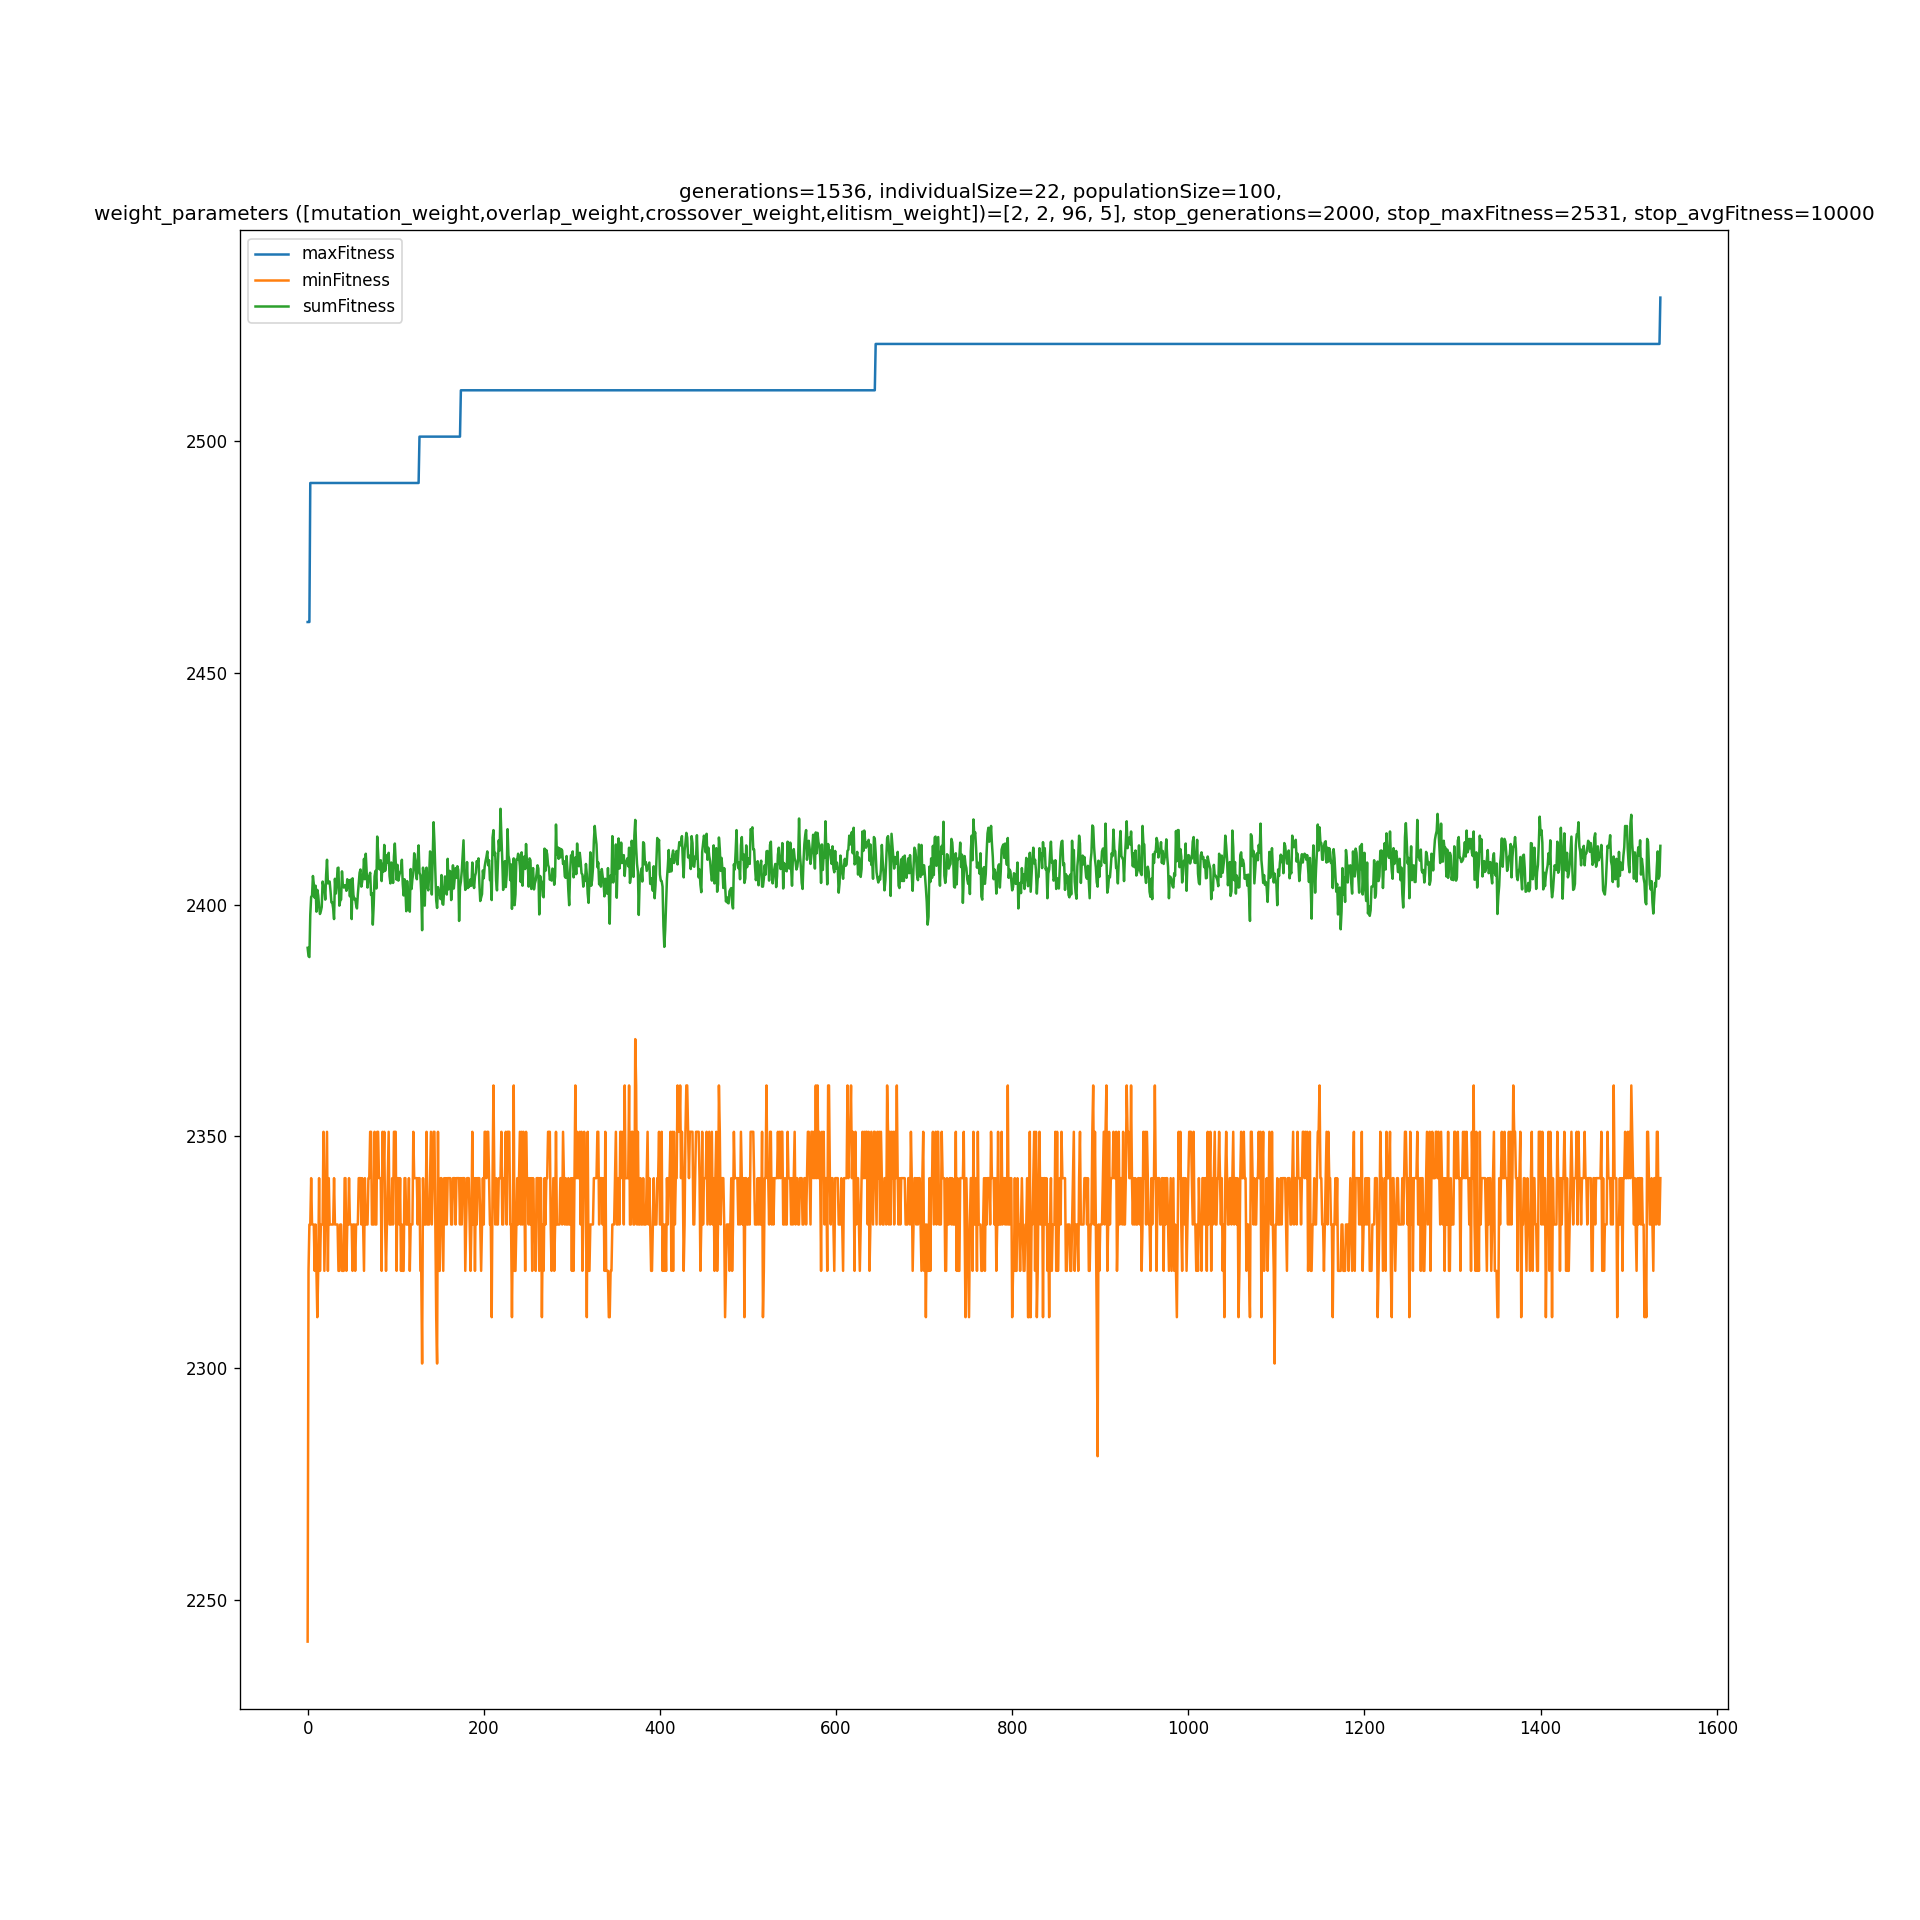 generations=1536, individualSize=22, populationSize=100,
weight_parameters ([mutation_weight,overlap_weight,crossover_weight,elitism_weight])=[2, 2, 96, 5], stop_generations=2000, stop_maxFitness=2531, stop_avgFitness=10000
maxFitness
minFitness
sumFitness
2500
2450
2400
2350
2300
2250
0 200 400 600 800 1000 1200 1400 1600